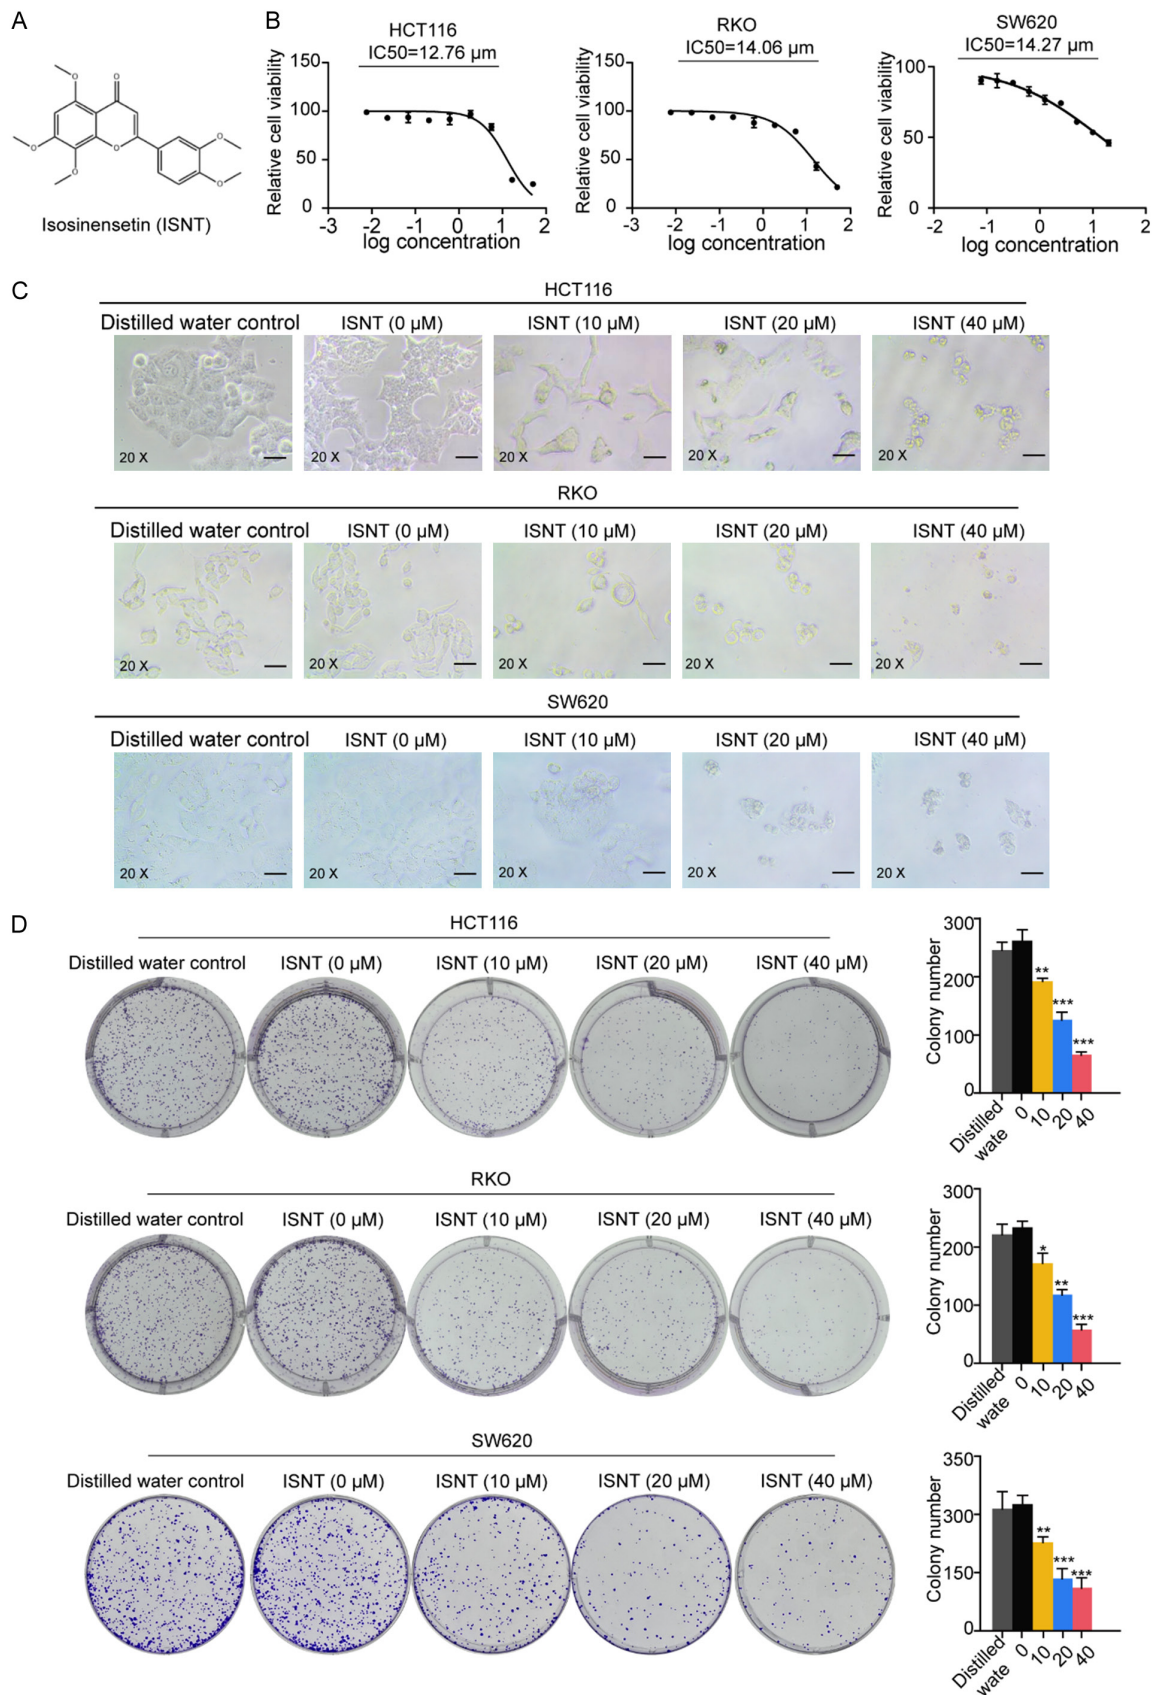 A
O
O
O
O
O
O
O
Isosinensetin (ISNT)
B
HCT116
IC50=12.76 µm
Relative cell viability
150
100
50
0
-3 -2 -1 0 1 2
log concentration
RKO
IC50=14.06 µm
Relative cell viability
150
100
50
0
-3 -2 -1 0 1 2
log concentration
SW620
IC50=14.27 µm
Relative cell viability
100
50
0
-2 -1 0 1 2
log concentration
C
HCT116
Distilled water control ISNT (0 µM) ISNT (10 µM) ISNT (20 µM) ISNT (40 µM)
20 X 20 X 20 X 20 X 20 X
RKO
Distilled water control ISNT (0 µM) ISNT (10 µM) ISNT (20 µM) ISNT (40 µM)
20 X 20 X 20 X 20 X 20 X
SW620
Distilled water control ISNT (0 µM) ISNT (10 µM) ISNT (20 µM) ISNT (40 µM)
20 X 20 X 20 X 20 X 20 X
D
HCT116
Distilled water control ISNT (0 µM) ISNT (10 µM) ISNT (20 µM) ISNT (40 µM)
Colony number
300
200
100
0
**
***
***
Distilled wate 0 10 20 40
RKO
Distilled water control ISNT (0 µM) ISNT (10 µM) ISNT (20 µM) ISNT (40 µM)
Colony number
300
200
100
0
*
**
***
Distilled wate 0 10 20 40
SW620
Distilled water control ISNT (0 µM) ISNT (10 µM) ISNT (20 µM) ISNT (40 µM)
Colony number
350
300
150
0
**
***
***
Distilled wate 0 10 20 40